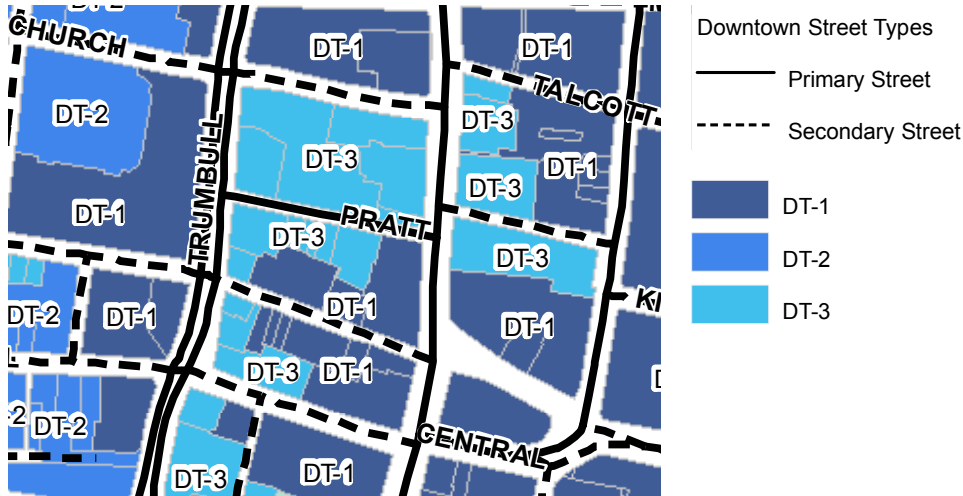 DT-2
CHURCH
DT-1
DT-1
Downtown Street Types
Primary Street
Secondary Street
DT-1
DT-2
DT-3
TALCOTT
DT-2
DT-3
DT-3
DT-1
DT-3
DT-1
TRUMBULL
PRATT
DT-3
DT-3
DT-2
DT-1
DT-1
DT-1
DT-3
DT-1
DT-2
CENTRAL
DT-3
DT-1